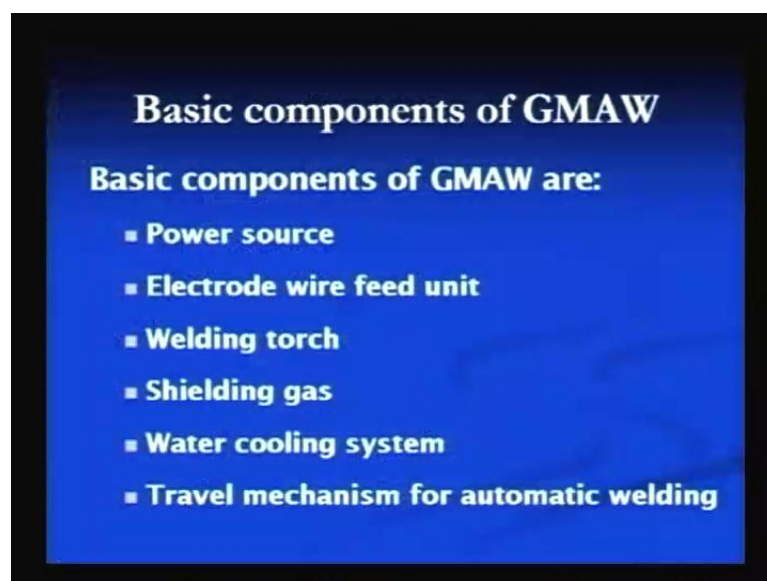 Basic components of GMAW
Basic components of GMAW are:
Power source
Electrode wire feed unit
Welding torch
Shielding gas
Water cooling system
Travel mechanism for automatic welding